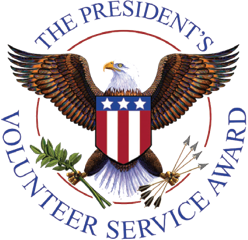 THE PRESIDENT'S
VOLUNTEER SERVICE AWARD